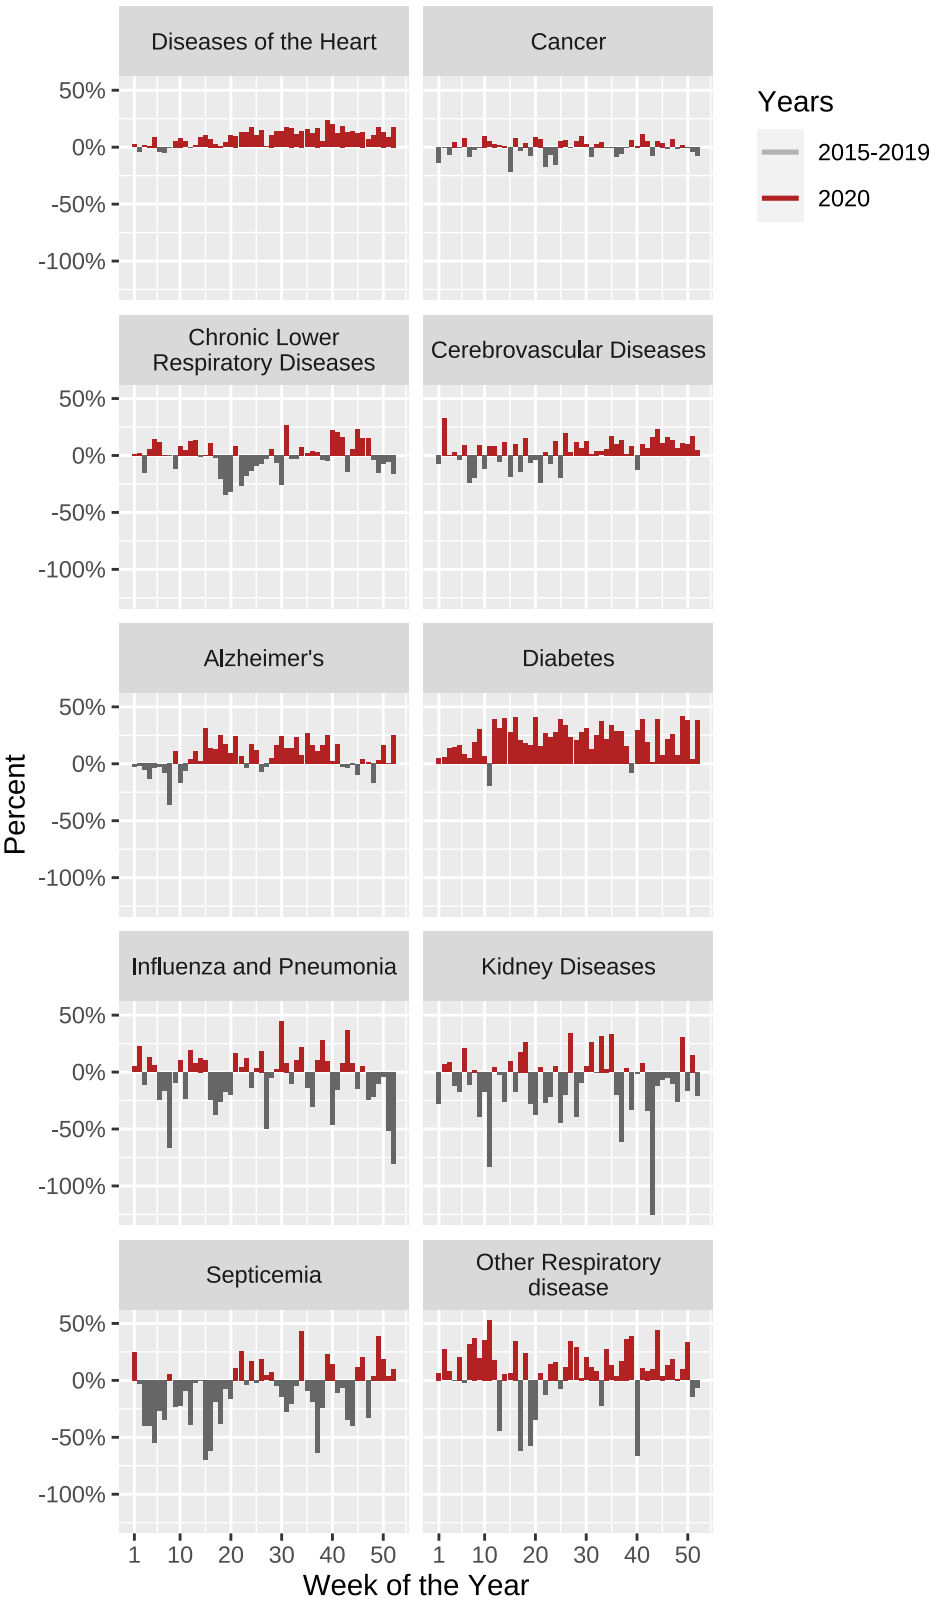 Diseases of the Heart
Cancer
50%
0%
-50%
-100%
Years
2015-2019
2020
Chronic Lower
Respiratory Diseases
Cerebrovascular Diseases
50%
0%
-50%
-100%
Alzheimer's
Diabetes
50%
0%
-50%
-100%
Percent
Influenza and Pneumonia
Kidney Diseases
50%
0%
-50%
-100%
Septicemia
Other Respiratory
disease
50%
0%
-50%
-100%
1 10 20 30 40 50
1 10 20 30 40 50
Week of the Year